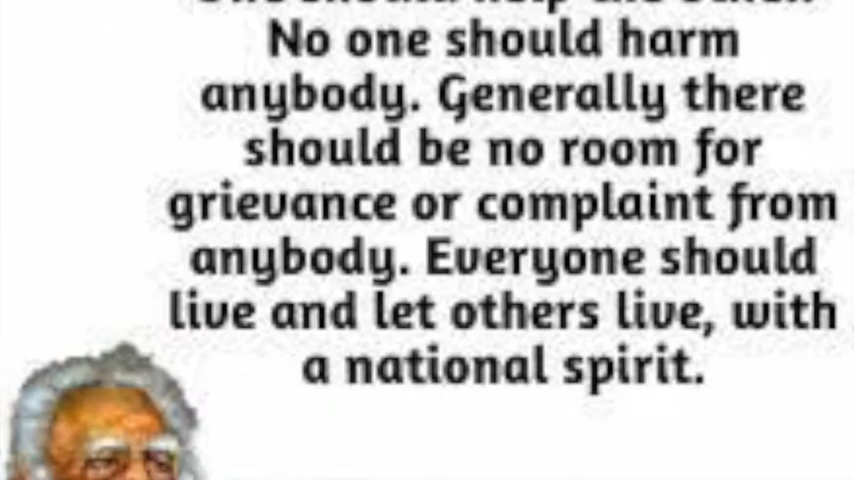 No one should harm
anybody. Generally there
should be no room for
grievance or complaint from
anybody. Everyone should
live and let others live, with
a national spirit.